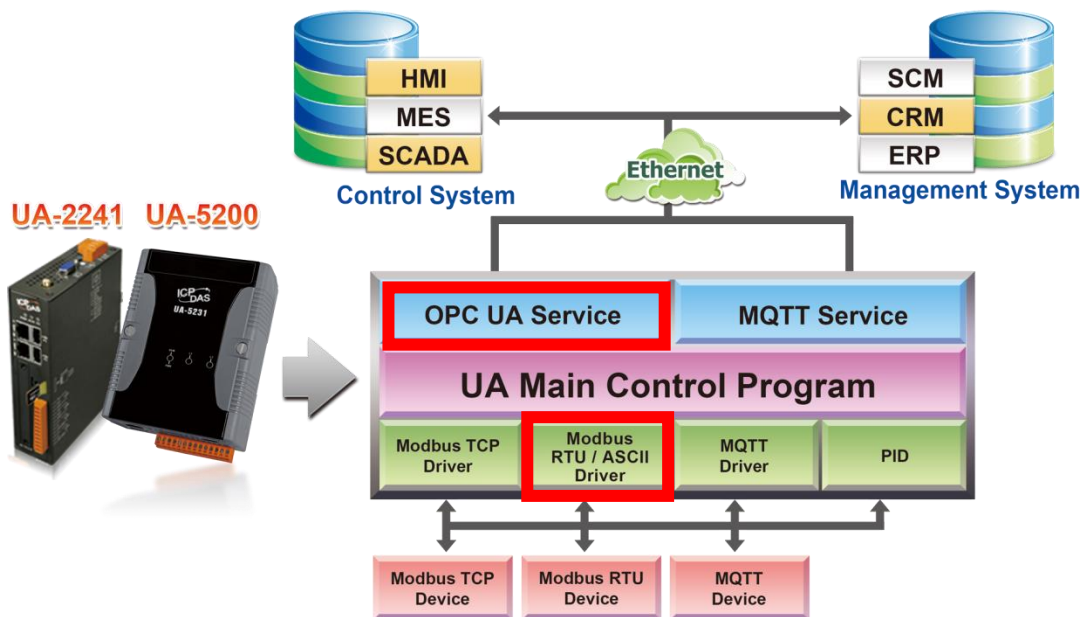 HMI
MES
SCADA
Control System
SCM
CRM
ERP
Management System
Ethernet
UA-2241 UA-5200
ICP
DAS
ICP
DAS
UA-5231
OPC UA Service
MQTT Service
UA Main Control Program
Modbus TCP
Driver
Modbus
RTU / ASCII
Driver
MQTT
Driver
PID
Modbus TCP
Device
Modbus RTU
Device
MQTT
Device